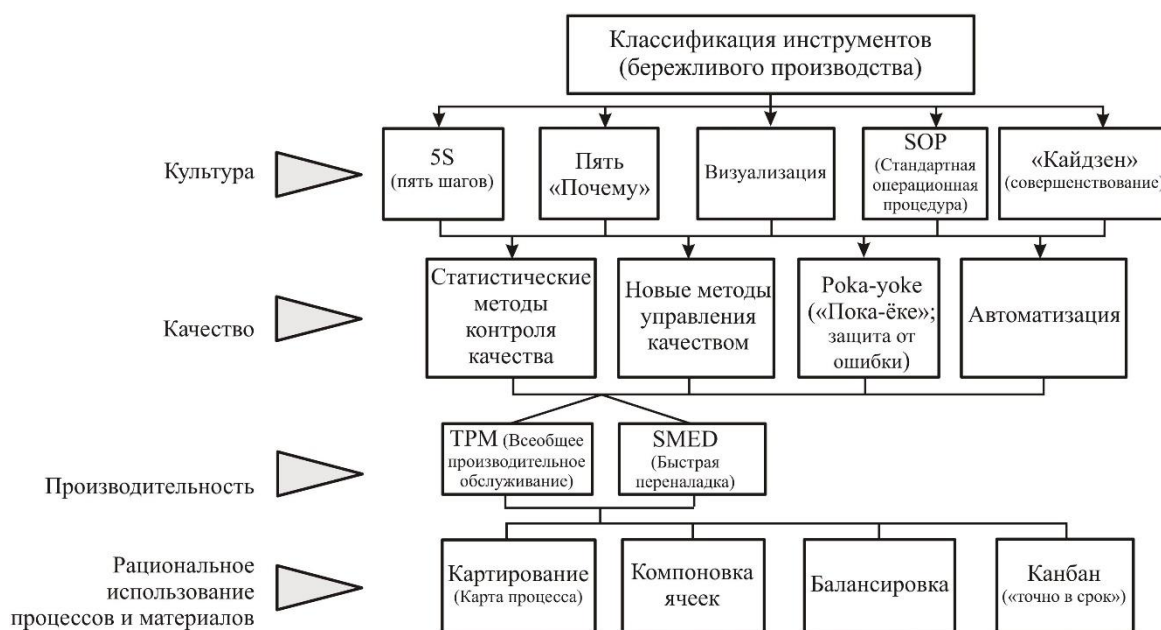 Классификация инструментов
(бережливого производства)
Культура
5S
(пять шагов)
Пять
«Почему»
Визуализация
SOP
(Стандартная
операционная
процедура)
«Кайдзен»
(совершенствование)
Качество
Статистические
методы
контроля
качества
Новые методы
управления
качеством
Poka-yoke
(«Пока-ёке»;
защита от
ошибки)
Автоматизация
Производительность
TPM (Всеобщее
производительное
обслуживание)
SMED
(Быстрая
переналадка)
Рациональное
использование
процессов и материалов
Картирование
(Карта процесса)
Компоновка
ячеек
Балансировка
Канбан
(«точно в срок»)